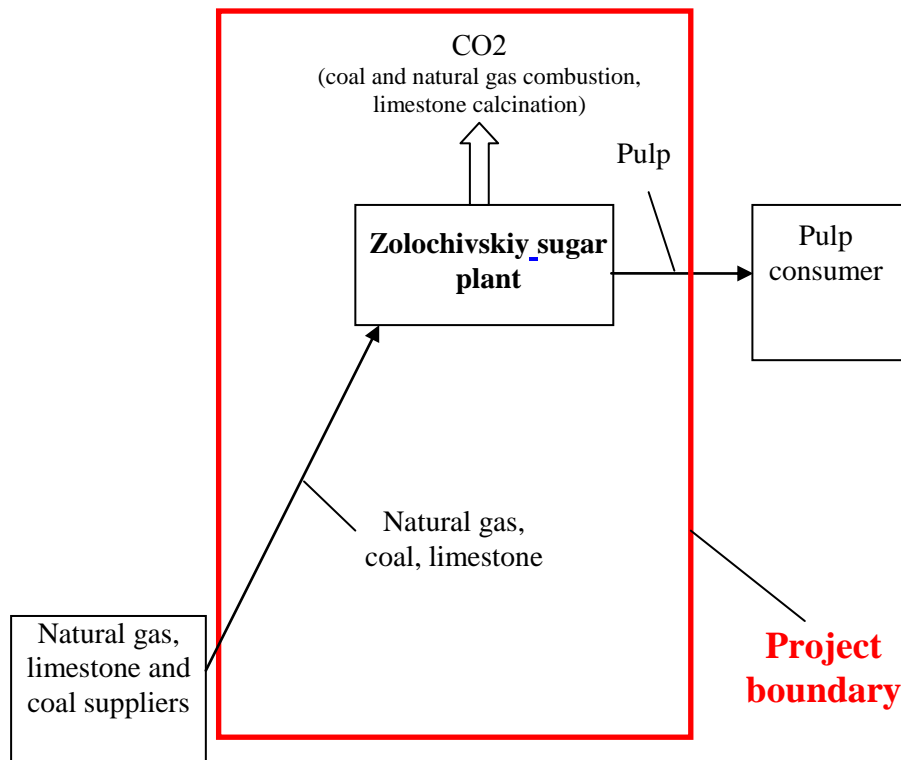 CO2
(coal and natural gas combustion,
limestone calcination)
Pulp
Zolochivskiy sugar
plant
Pulp
consumer
Natural gas,
coal, limestone
Natural gas,
limestone and
coal suppliers
Project
boundary